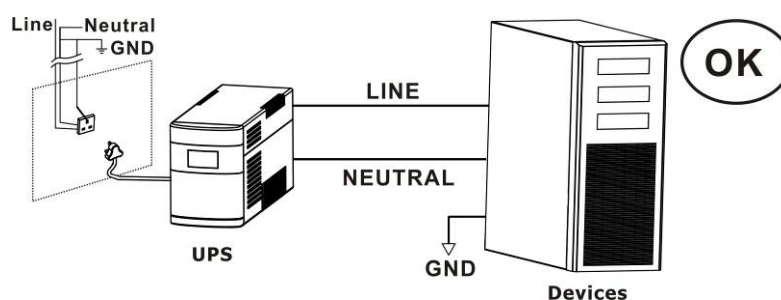 Line
Neutral
GND
OK
LINE
NEUTRAL
GND
UPS
Devices